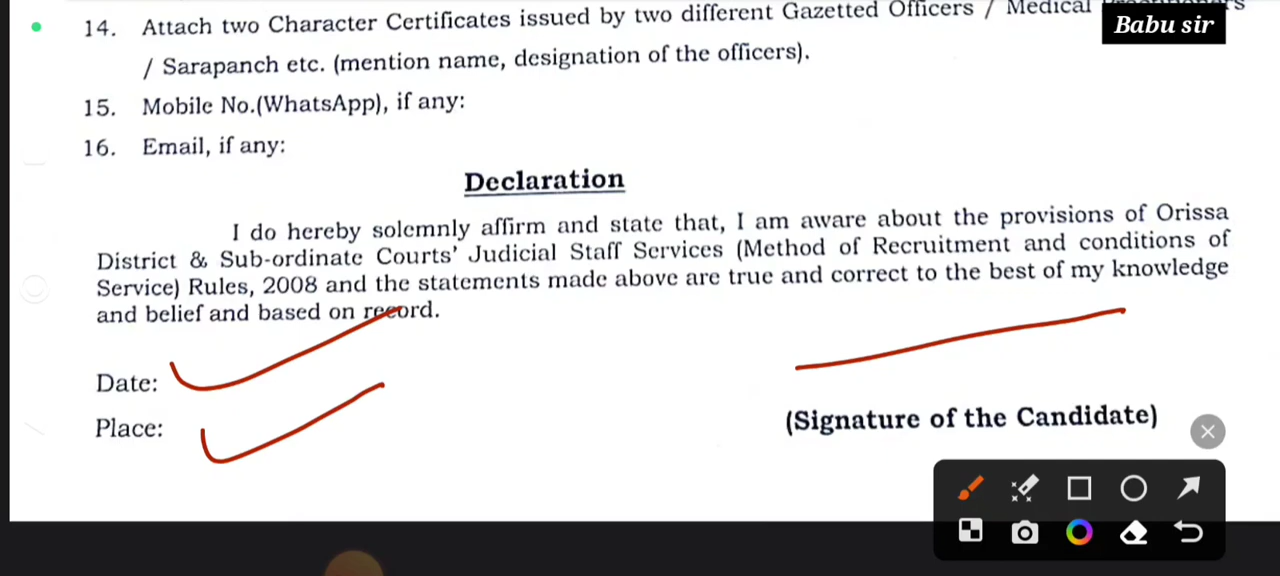 14. Attach two Character Certificates issued by two different Gazetted Officers / Medical
Babu sir
/ Sarapanch etc. (mention name, designation of the officers).
15. Mobile No.(WhatsApp), if any:
16. Email, if any:
Declaration
I do hereby solemnly affirm and state that, I am aware about the provisions of Orissa
District & Sub-ordinate Courts' Judicial Staff Services (Method of Recruitment and conditions of
Service) Rules, 2008 and the statements made above are true and correct to the best of my knowledge
and belief and based on record.
Date:
Place:
(Signature of the Candidate)